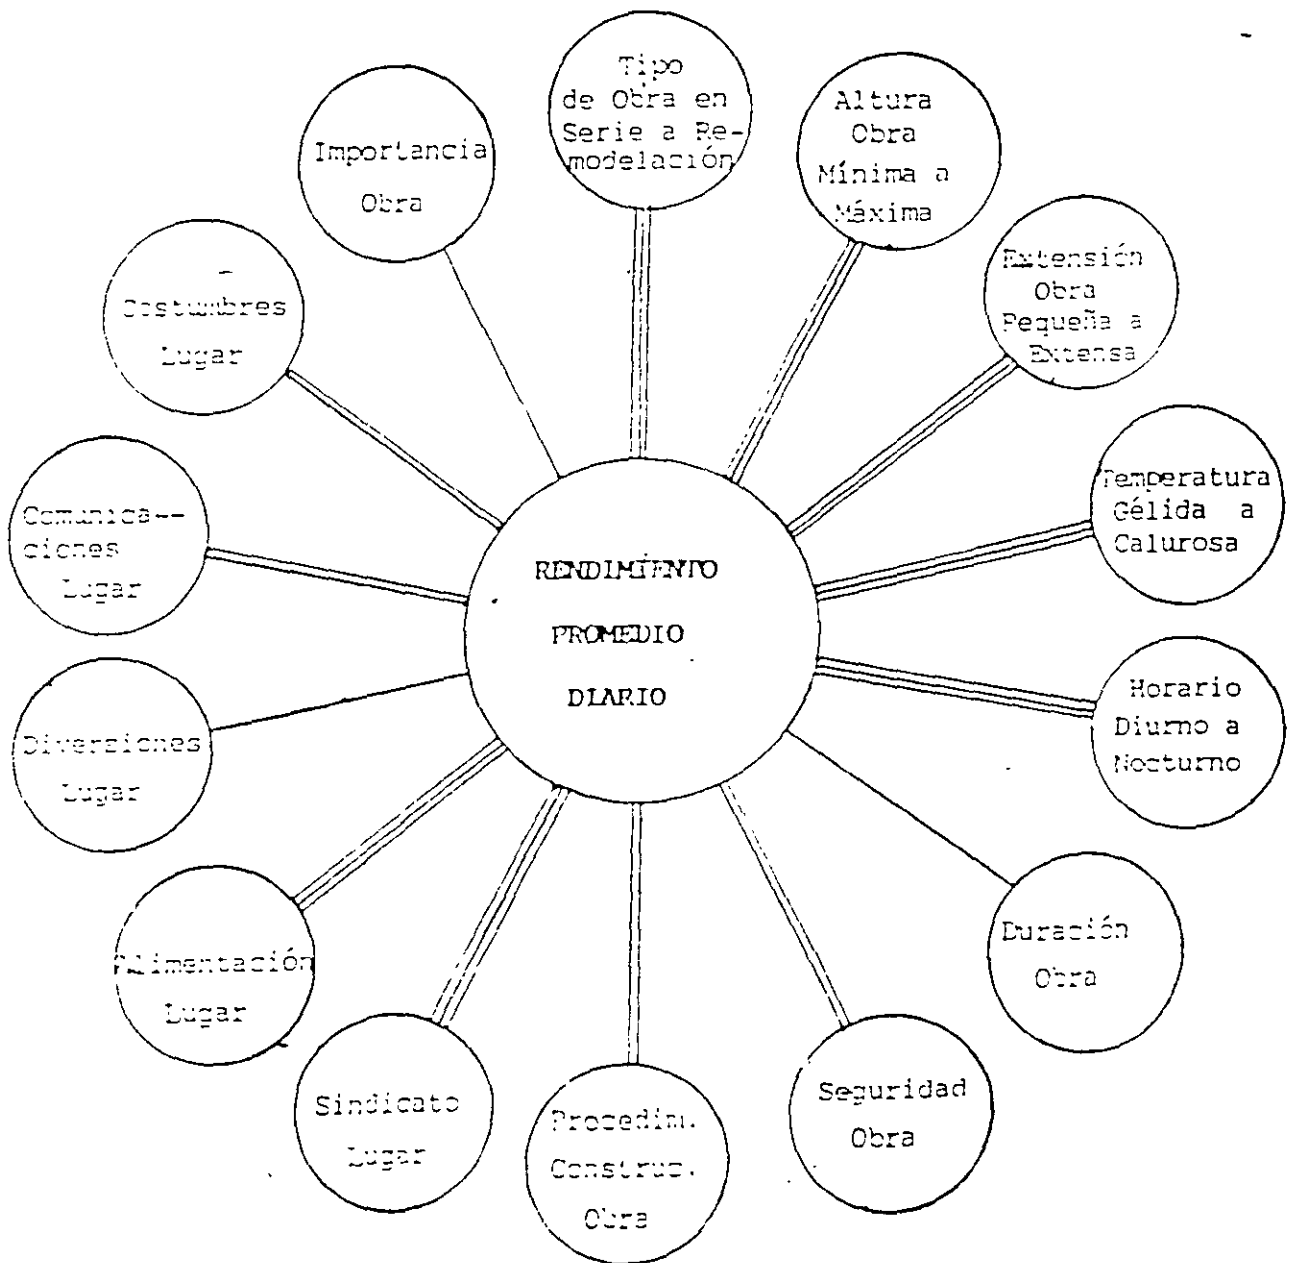 Tipo
de Obra en
Serie a Re-
modelación
Altura
Obra
Mínima a
Máxima
Extensión
Obra
Pequeña a
Extensa
Temperatura
Gélida a
Calurosa
Horario
Diurno a
Nocturno
Duración
Obra
Seguridad
Obra
Procedim.
Construc.
Obra
Sindicato
Lugar
Alimentación
Lugar
Diversiones
Lugar
Comunica--
ciones
Lugar
Costumbres
Lugar
Importancia
Obra
RENDIMIENTO
PROMEDIO
DIARIO